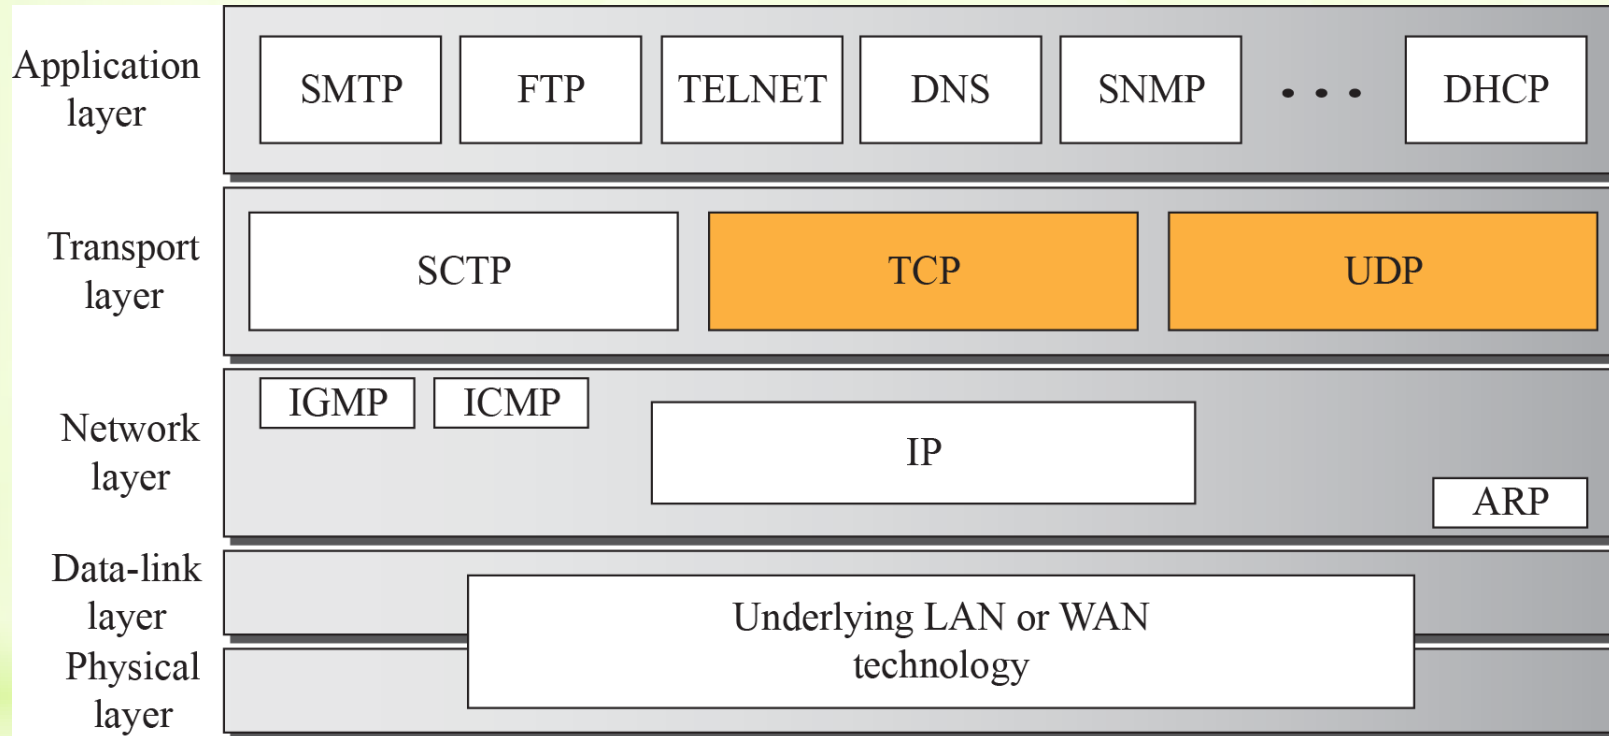 Application
layer
SMTP
FTP
TELNET
DNS
SNMP
• • •
DHCP
Transport
layer
SCTP
TCP
UDP
Network
layer
IGMP
ICMP
IP
ARP
Data-link
layer
Physical
layer
Underlying LAN or WAN
technology